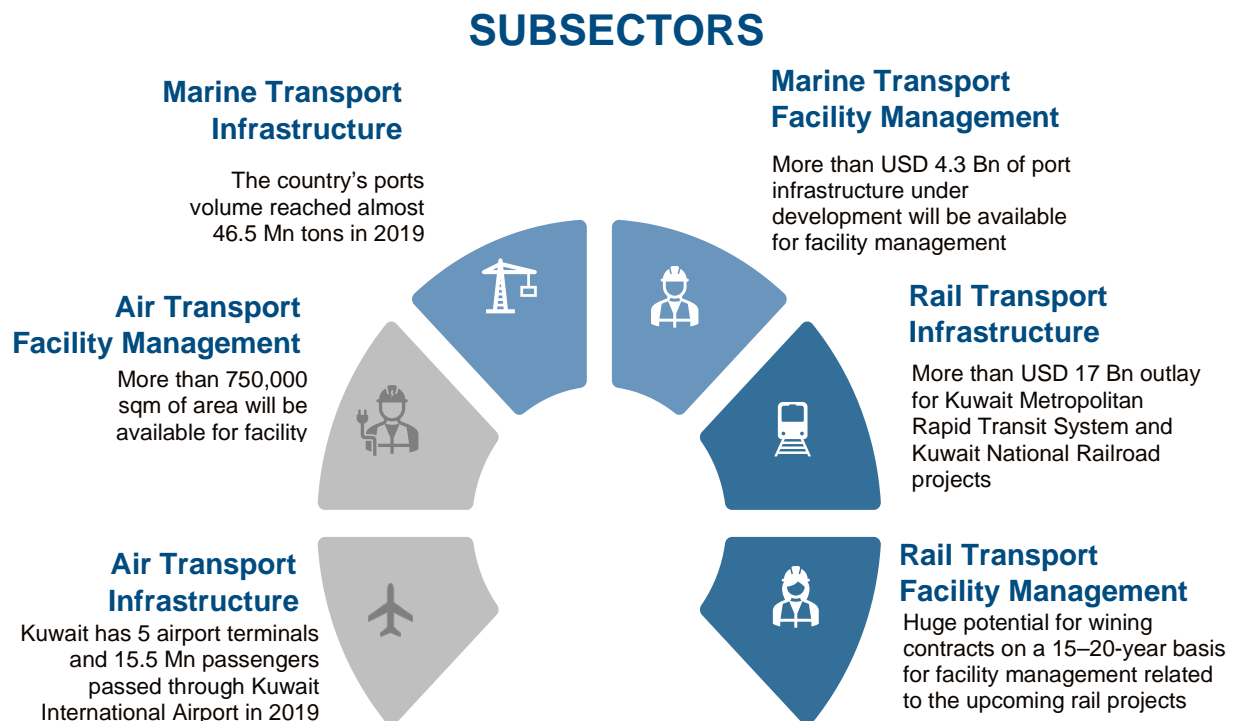 SUBSECTORS
Marine Transport
Infrastructure
The country’s ports
volume reached almost
46.5 Mn tons in 2019
Marine Transport
Facility Management
More than USD 4.3 Bn of port
infrastructure under
development will be available
for facility management
Air Transport
Facility Management
More than 750,000
sqm of area will be
available for facility
Rail Transport
Infrastructure
More than USD 17 Bn outlay
for Kuwait Metropolitan
Rapid Transit System and
Kuwait National Railroad
projects
Air Transport
Infrastructure
Kuwait has 5 airport terminals
and 15.5 Mn passengers
passed through Kuwait
International Airport in 2019
Rail Transport
Facility Management
Huge potential for wining
contracts on a 15–20-year basis
for facility management related
to the upcoming rail projects